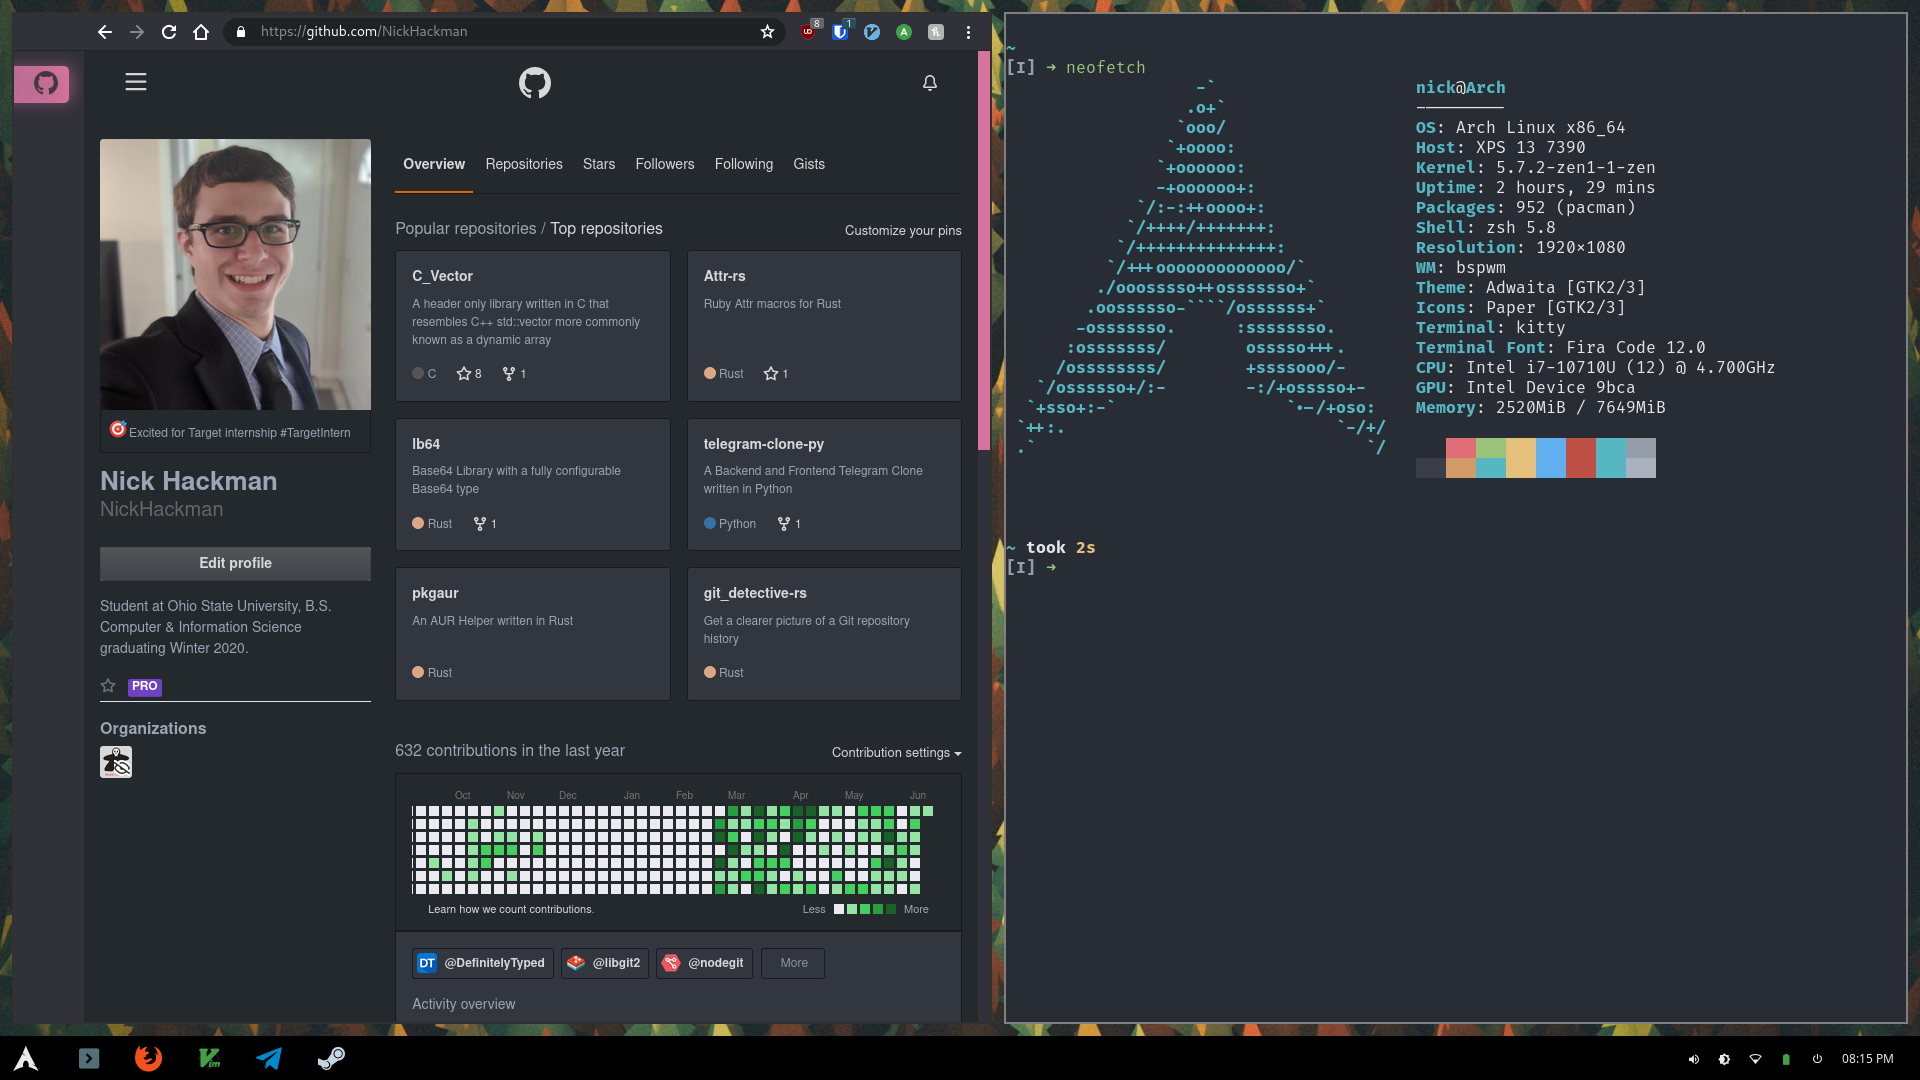 https://github.com/NickHackman
8
1
Overview
Repositories
Stars
Followers
Following
Gists
Popular repositories / Top repositories
Customize your pins
C_Vector
A header only library written in C that
resembles C++ std::vector more commonly
known as a dynamic array
C 8 1
Attr-rs
Ruby Attr macros for Rust
Rust 1
lb64
Base64 Library with a fully configurable
Base64 type
Rust 1
telegram-clone-py
A Backend and Frontend Telegram Clone
written in Python
Python 1
pkgaur
An AUR Helper written in Rust
Rust
git_detective-rs
Get a clearer picture of a Git repository
history
Rust
Excited for Target internship #TargetIntern
Nick Hackman
NickHackman
Edit profile
Student at Ohio State University, B.S.
Computer & Information Science
graduating Winter 2020.
PRO
Organizations
632 contributions in the last year
Contribution settings
Oct Nov Dec Jan Feb Mar Apr May Jun
Learn how we count contributions.
Less More
DT @DefinitelyTyped
@libgit2
@nodegit
More
Activity overview
~
[I] ➜ neofetch
nick@Arch
OS: Arch Linux x86_64
Host: XPS 13 7390
Kernel: 5.7.2-zen1-1-zen
Uptime: 2 hours, 29 mins
Packages: 952 (pacman)
Shell: zsh 5.8
Resolution: 1920×1080
WM: bspwm
Theme: Adwaita [GTK2/3]
Icons: Paper [GTK2/3]
Terminal: kitty
Terminal Font: Fira Code 12.0
CPU: Intel i7-10710U (12) @ 4.700GHz
GPU: Intel Device 9bca
Memory: 2520MiB / 7649MiB
~ took 2s
[I] ➜
08:15 PM